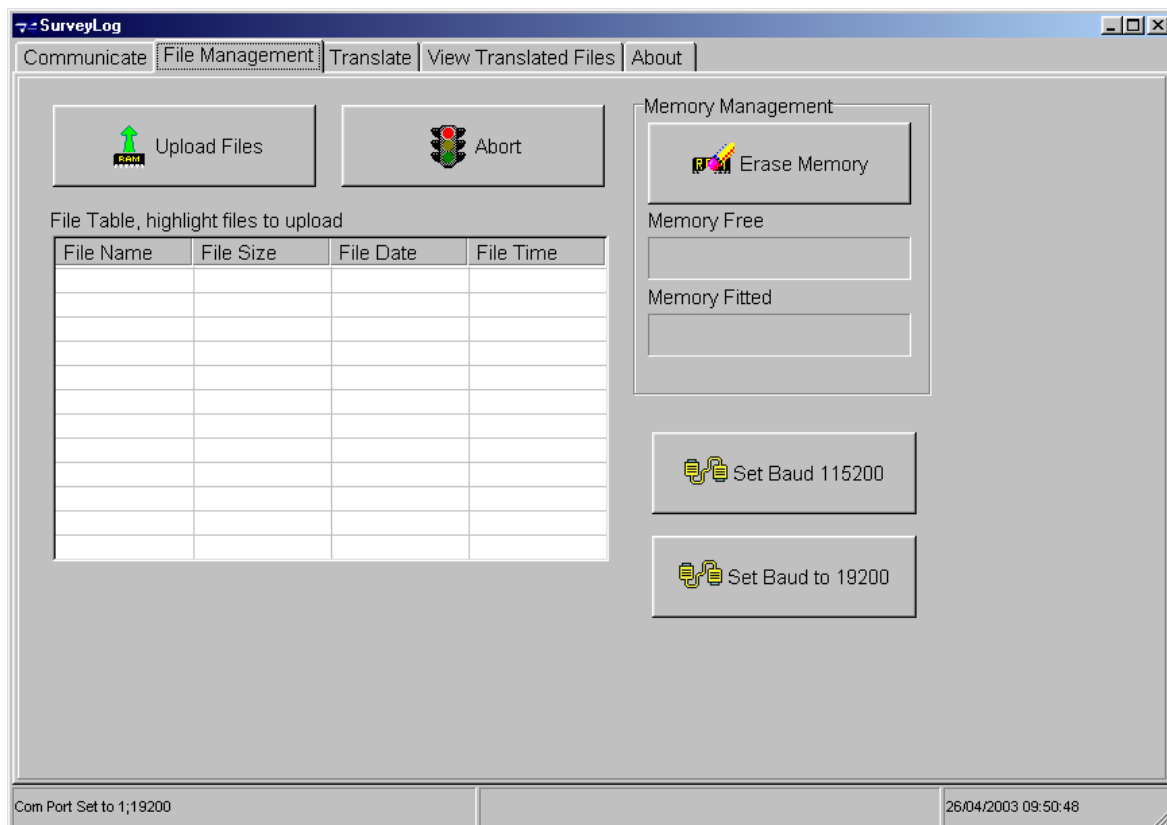 SurveyLog
Communicate File Management Translate View Translated Files About
Upload Files
RAM
Abort
Memory Management
Erase Memory
File Table, highlight files to upload
File Name File Size File Date File Time
Memory Free
Memory Fitted
Set Baud 115200
Set Baud to 19200
Com Port Set to 1;19200
26/04/2003 09:50:48